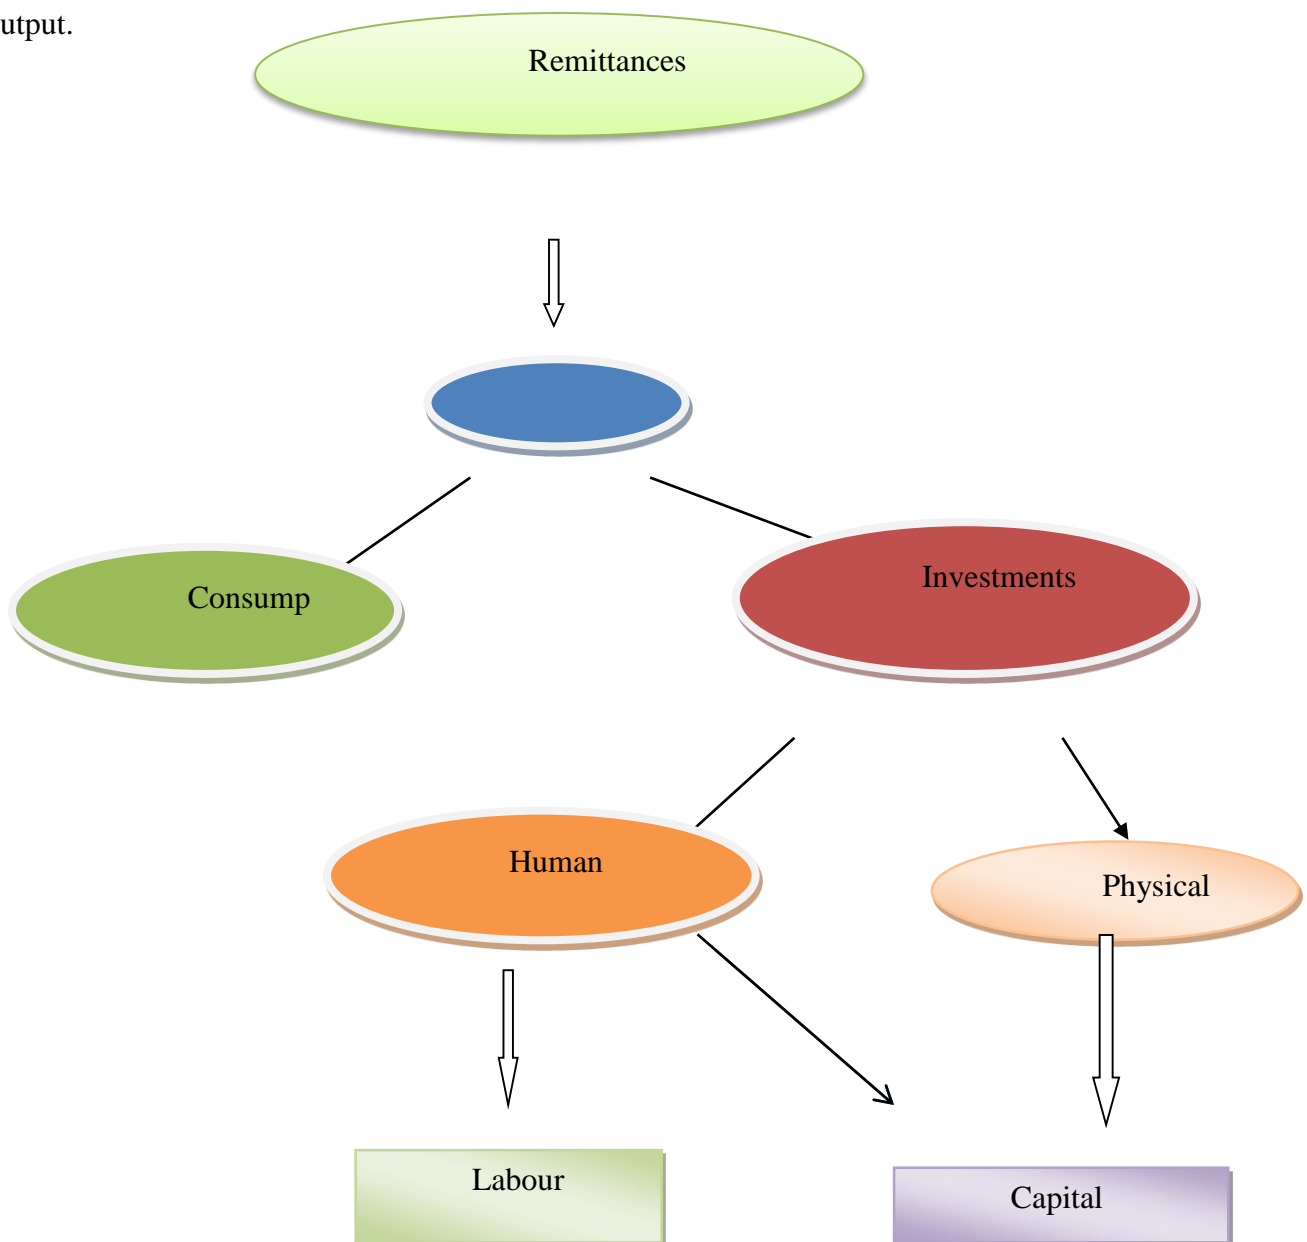 utput.
Remittances
Consump
Investments
Human
Physical
Labour
Capital